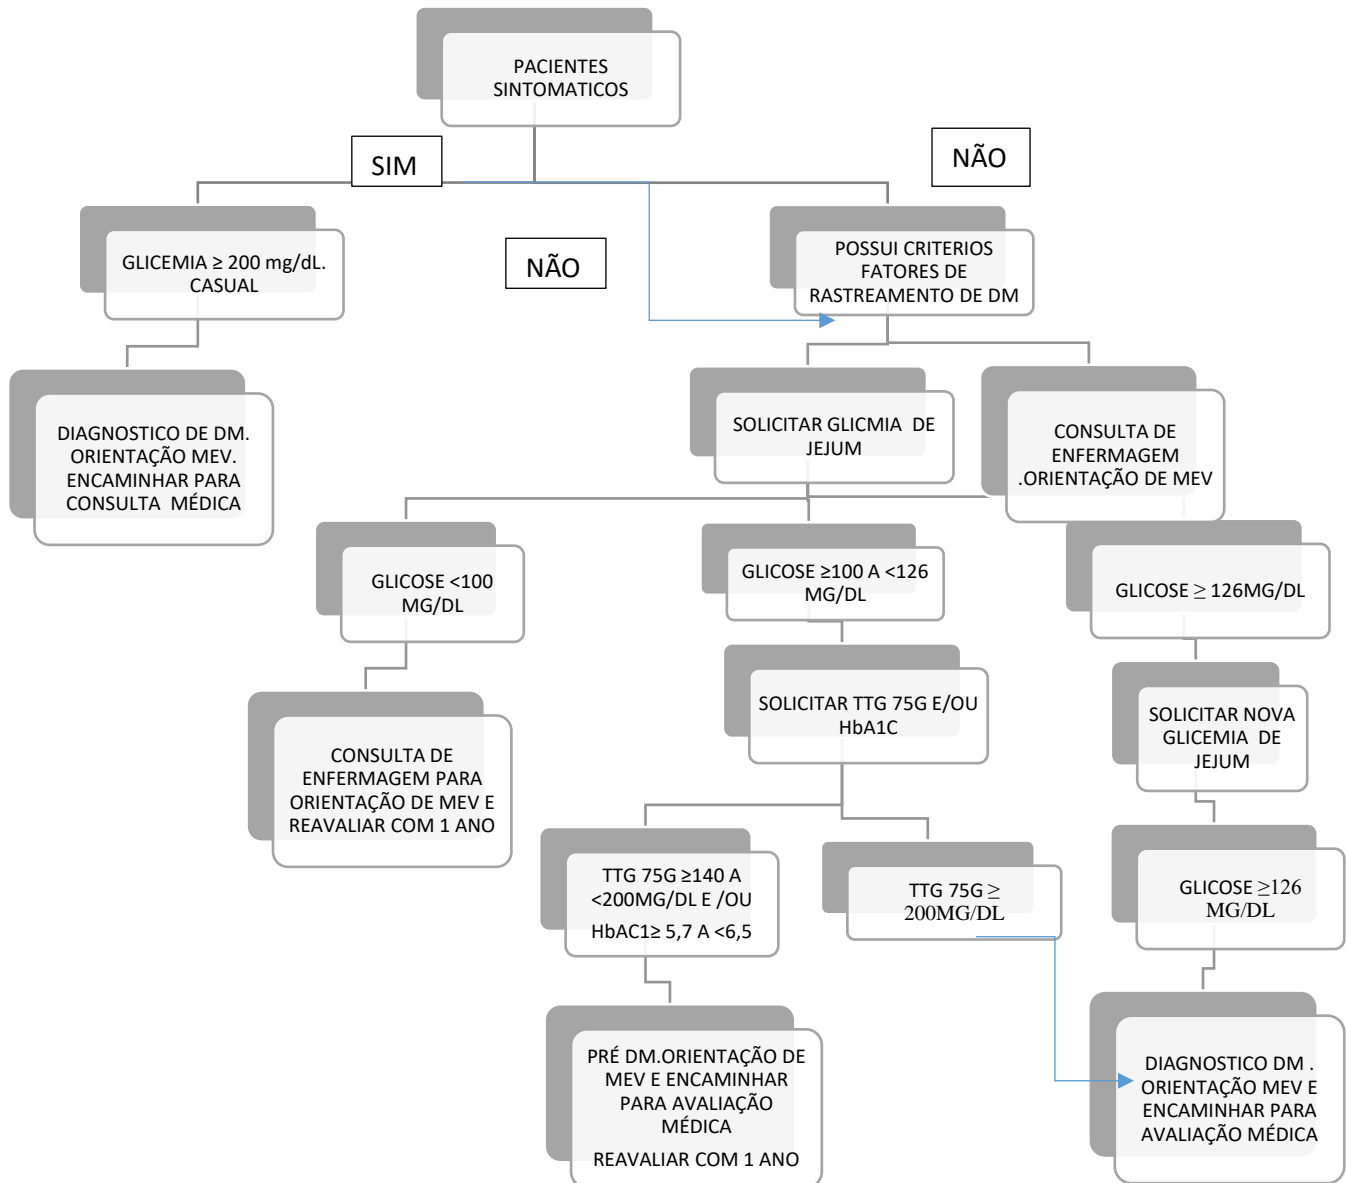 PACIENTES
SINTOMATICOS
SIM
NÃO
GLICEMIA ≥ 200 mg/dL.
CASUAL
NÃO
POSSUI CRITERIOS
FATORES DE
RASTREAMENTO DE DM
DIAGNOSTICO DE DM.
ORIENTAÇÃO MEV.
ENCAMINHAR PARA
CONSULTA MÉDICA
SOLICITAR GLICMIA DE
JEJUM
CONSULTA DE
ENFERMAGEM
.ORIENTAÇÃO DE MEV
GLICOSE <100
MG/DL
GLICOSE ≥100 A <126
MG/DL
GLICOSE ≥ 126MG/DL
CONSULTA DE
ENFERMAGEM PARA
ORIENTAÇÃO DE MEV E
REAVALIAR COM 1 ANO
SOLICITAR TTG 75G E/OU
HbA1C
SOLICITAR NOVA
GLICEMIA DE
JEJUM
TTG 75G ≥140 A
<200MG/DL E /OU
HbAC1≥ 5,7 A <6,5
TTG 75G ≥
200MG/DL
GLICOSE ≥126
MG/DL
PRÉ DM.ORIENTAÇÃO DE
MEV E ENCAMINHAR
PARA AVALIAÇÃO
MÉDICA
REAVALIAR COM 1 ANO
DIAGNOSTICO DM .
ORIENTAÇÃO MEV E
ENCAMINHAR PARA
AVALIAÇÃO MÉDICA